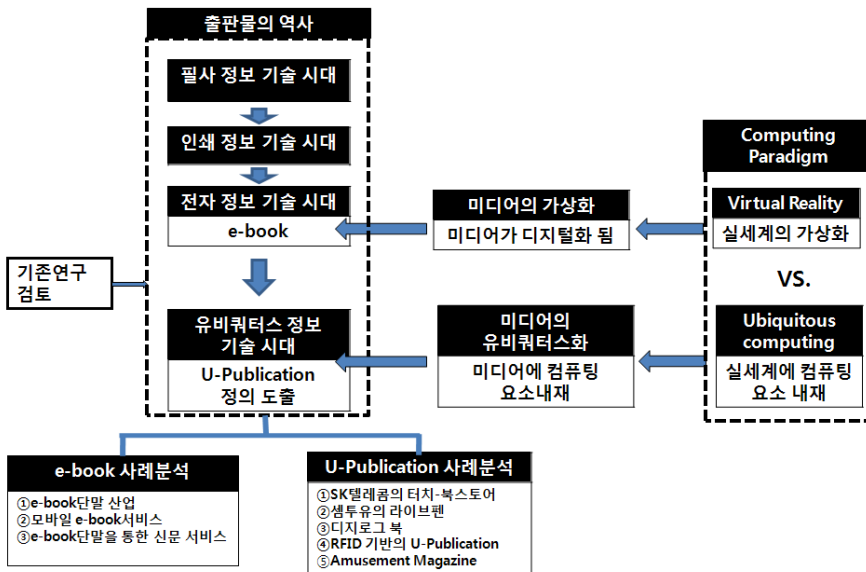 출판물의 역사
필사 정보 기술 시대
인쇄 정보 기술 시대
전자 정보 기술 시대
e-book
유비쿼터스 정보
기술 시대
U-Publication
정의 도출
기존연구
검토
미디어의 가상화
미디어가 디지털화 됨
미디어의
유비쿼터스화
미디어에 컴퓨팅
요소내재
Computing
Paradigm
Virtual Reality
실세계의 가상화
VS.
Ubiquitous
computing
실세계에 컴퓨팅
요소 내재
e-book 사례분석
①e-book단말 산업
②모바일 e-book서비스
③e-book단말을 통한 신문 서비스
U-Publication 사례분석
①SK텔레콤의 터치-북스토어
②셈투유의 라이브펜
③디지로그 북
④RFID 기반의 U-Publication
⑤Amusement Magazine